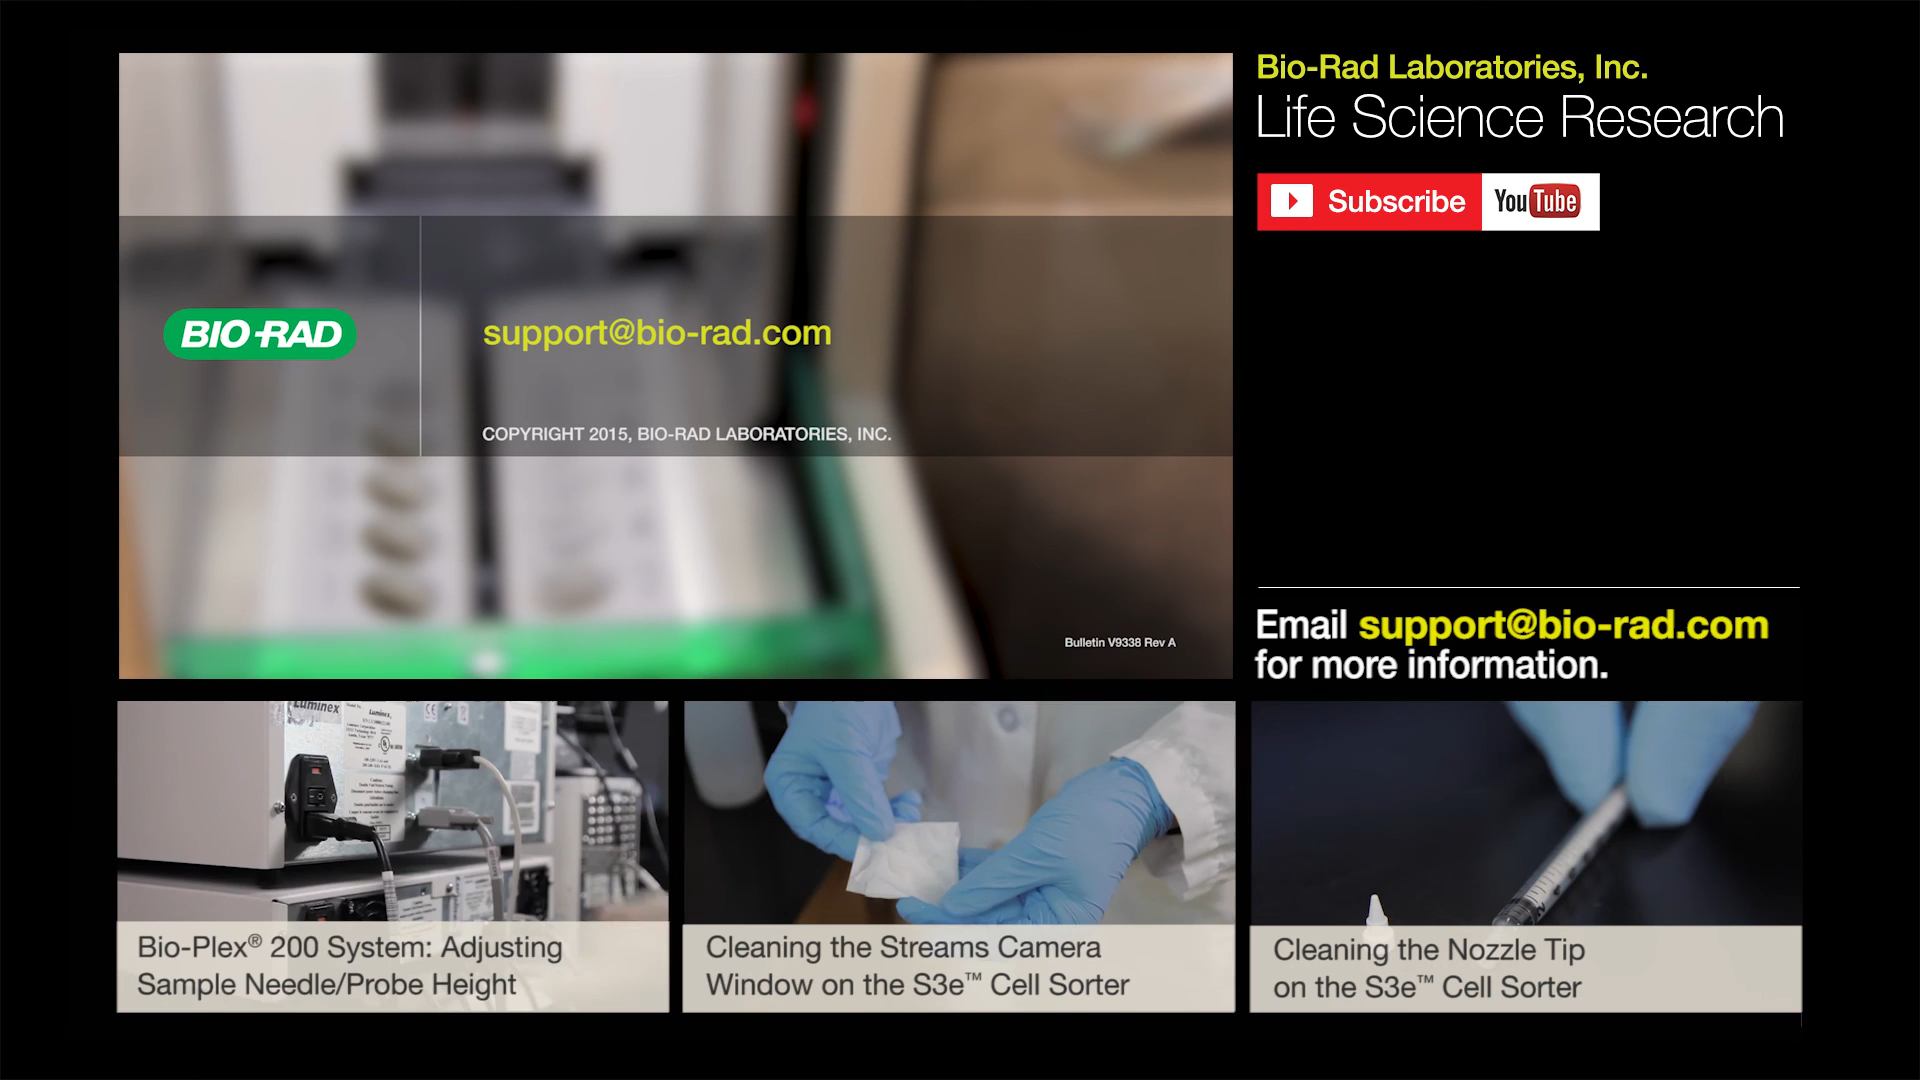 Bio-Rad Laboratories, Inc.
Life Science Research
Subscribe YouTube
BIO-RAD
support@bio-rad.com
COPYRIGHT 2015, BIO-RAD LABORATORIES, INC.
Bulletin V9338 Rev A
Email support@bio-rad.com
for more information.
Luminex
Luminex
Bio-Plex® 200 System: Adjusting
Sample Needle/Probe Height
Cleaning the Streams Camera
Window on the S3e™ Cell Sorter
Cleaning the Nozzle Tip
on the S3e™ Cell Sorter